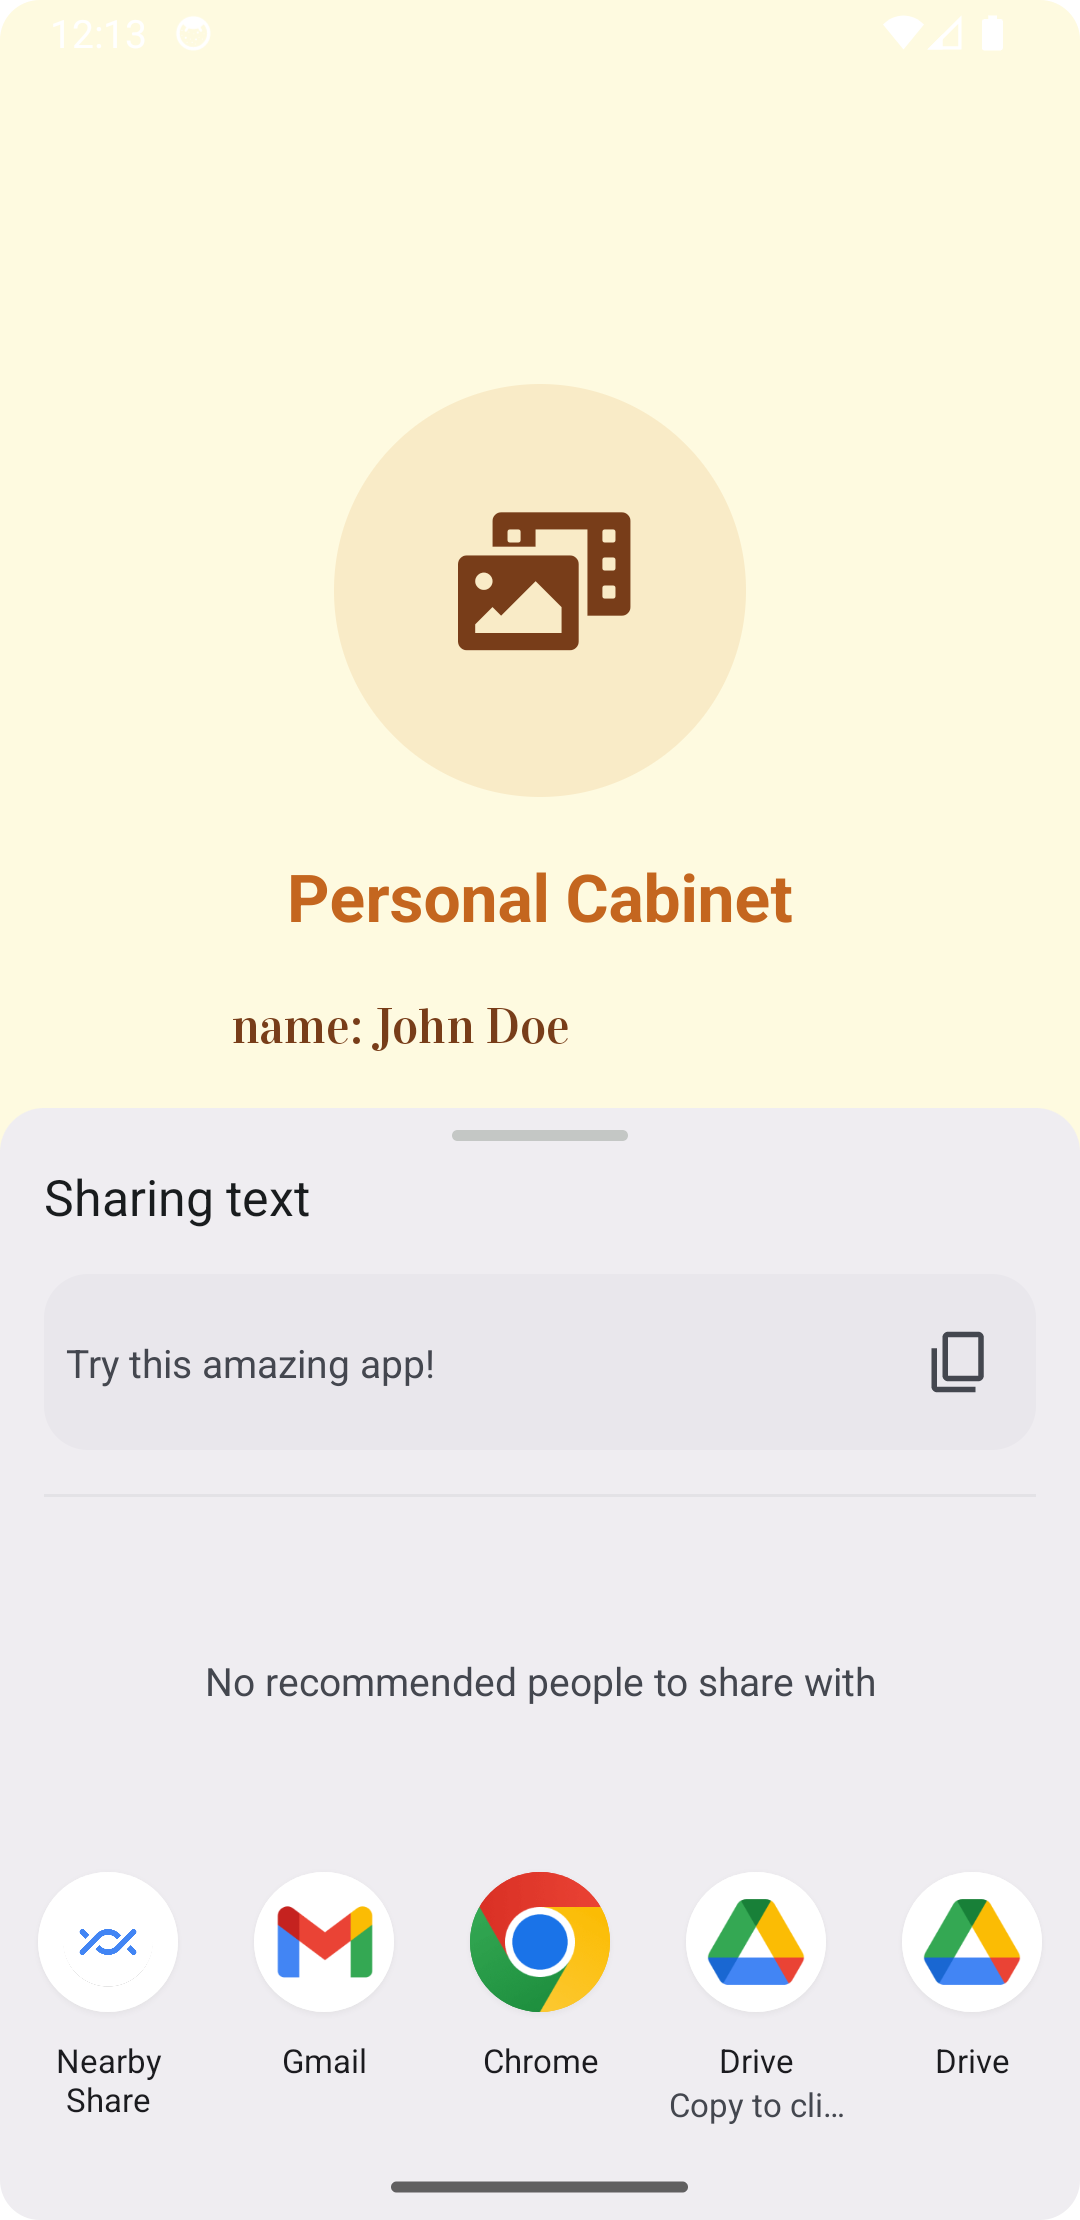 12:13
Personal Cabinet
name: John Doe
Sharing text
Try this amazing app!
No recommended people to share with
Nearby
Share
Gmail
Chrome
Drive
Copy to cli...
Drive